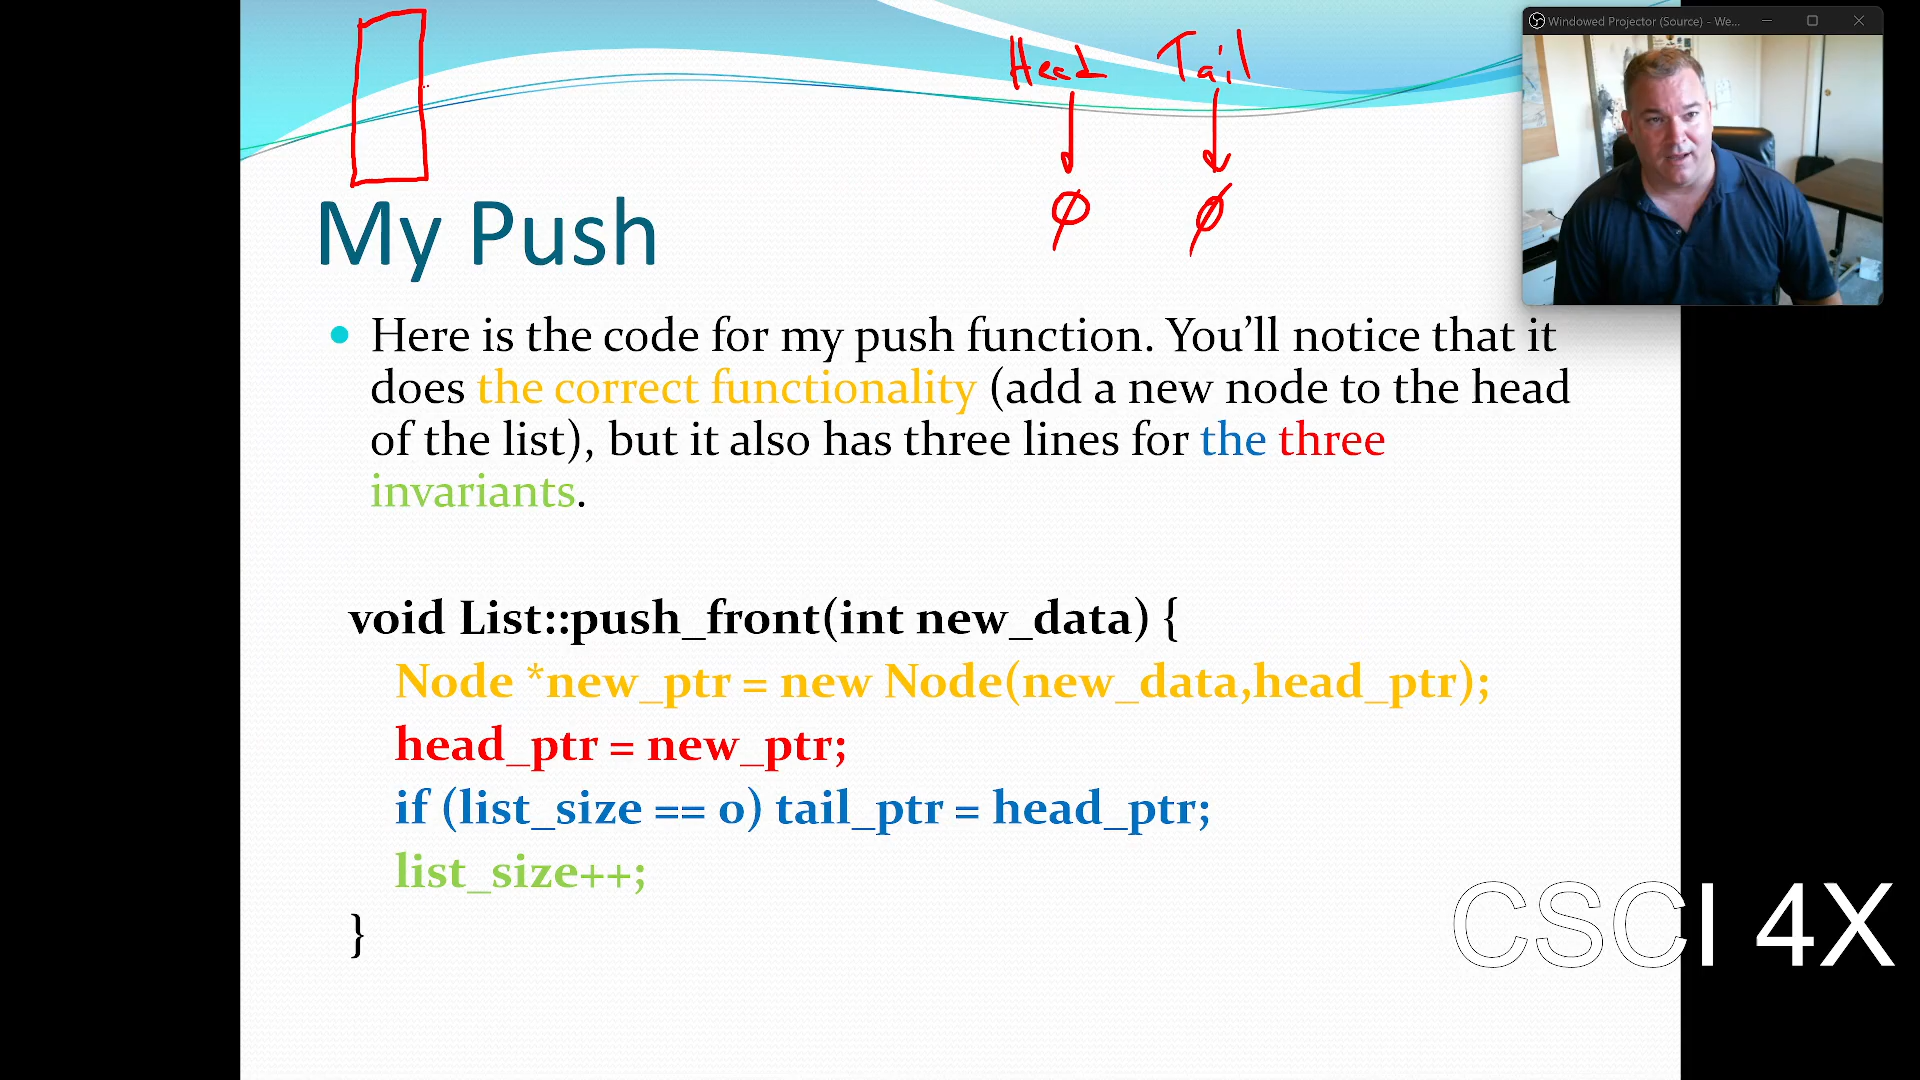 Windowed Projector (Source) - We...
Head Tail
Ø Ø
My Push
Here is the code for my push function. You'll notice that it
does the correct functionality (add a new node to the head
of the list), but it also has three lines for the three
invariants.
void List::push_front(int new_data) {
Node *new_ptr = new Node(new_data,head_ptr);
head_ptr = new_ptr;
if (list_size == 0) tail_ptr = head_ptr;
list_size++;
}
CSCI 4X